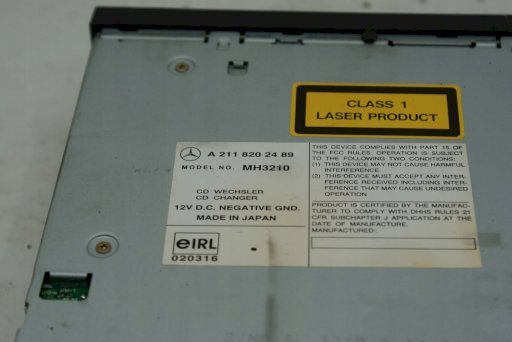 CLASS 1
LASER PRODUCT
A 211 820 24 89
MODEL NO. MH3210
CD WECHSLER
CD CHANGER
12V D.C. NEGATIVE GND.
MADE IN JAPAN
eIRL
020316
THIS DEVICE COMPLIES WITH PART 15 OF
THE FCC RULES. OPERATION IS SUBJECT
TO THE FOLLOWING TWO CONDITIONS:
(1) THIS DEVICE MAY NOT CAUSE HARMFUL
INTERFERENCE.
(2) THIS DEVICE MUST ACCEPT ANY INTER-
FERENCE RECEIVED INCLUDING INTER-
FERENCE THAT MAY CAUSE UNDESIRED
OPERATION
PRODUCT IS CERTIFIED BY THE MANUFAC-
TURER TO COMPLY WITH DHHS RULES 21
CFR SUBCHAPTER J APPLICATION AT THE
DATE OF MANUFACTURE.
MANUFACTURED: